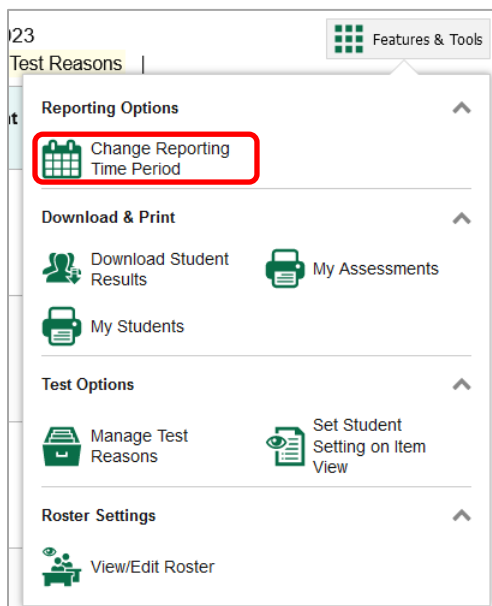 023
Features & Tools
Test Reasons |
Reporting Options
Change Reporting
Time Period
Download & Print
Download Student
Results
My Assessments
My Students
Test Options
Manage Test
Reasons
Set Student
Setting on Item
View
Roster Settings
View/Edit Roster